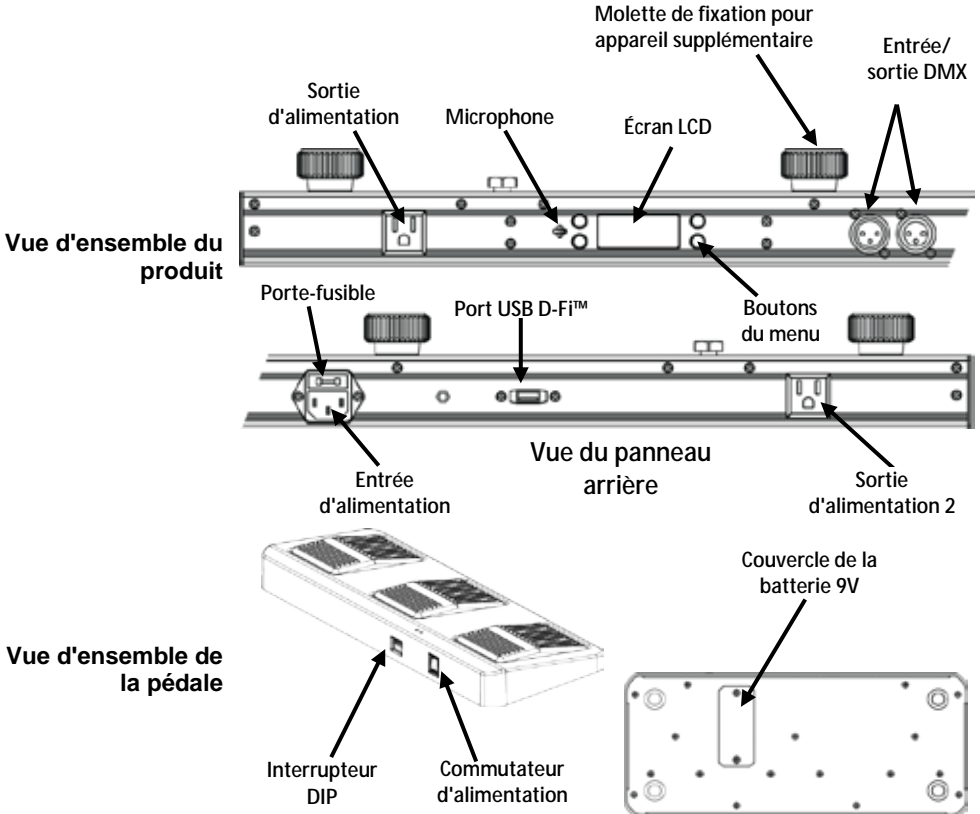 Molette de fixation pour
appareil supplémentaire
Entrée/
sortie DMX
Sortie
d'alimentation
Microphone
Écran LCD
Vue d'ensemble du
produit
Porte-fusible
Port USB D-Fi™
Boutons
du menu
Vue du panneau
arrière
Entrée
d'alimentation
Sortie
d'alimentation 2
Couvercle de la
batterie 9V
Vue d'ensemble de
la pédale
Interrupteur
DIP
Commutateur
d'alimentation